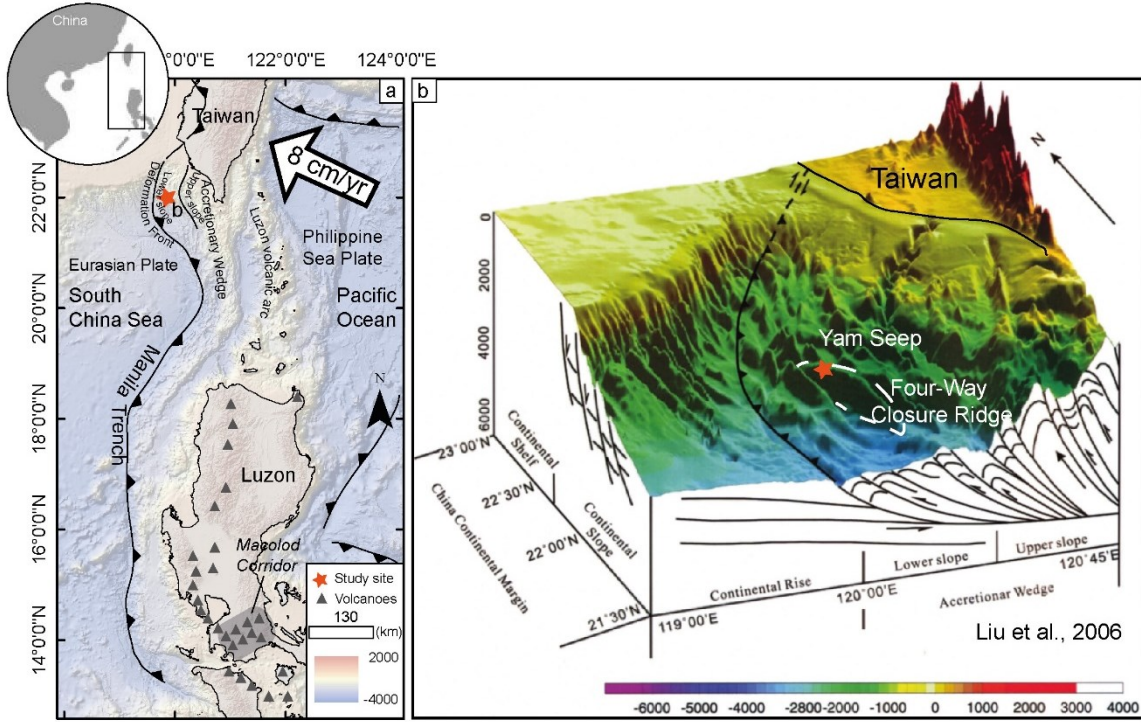 China
0°0'0"E
122°0'0"E
124°0'0"E
a
Taiwan
8 cm/yr
22°0'0"N
20°0'0"N
18°0'0"N
16°0'0"N
14°0'0"N
Deformation Front
Lower slope
Upper slope
b
Accretionary Wedge
Luzon volcanic arc
Philippine
Sea Plate
Eurasian Plate
South
China Sea
Pacific
Ocean
Manila
Trench
N
Luzon
Macolod
Corridor
Study site
Volcanoes
130
(km)
2000
-4000
b
N
Taiwan
0
2000
4000
6000
Yam Seep
Four-Way
Closure Ridge
23°00'N
22°30'N
22°00'N
21°30'N
Continental
Shelf
Continental
Slope
China Continental Margin
Continental Rise
Lower slope
Upper slope
119°00'E
120°00'E
120°45'E
Accretionar Wedge
Liu et al., 2006
-6000 -4000 -2800 -2000 -1000 0 1000 2000 3000 4000